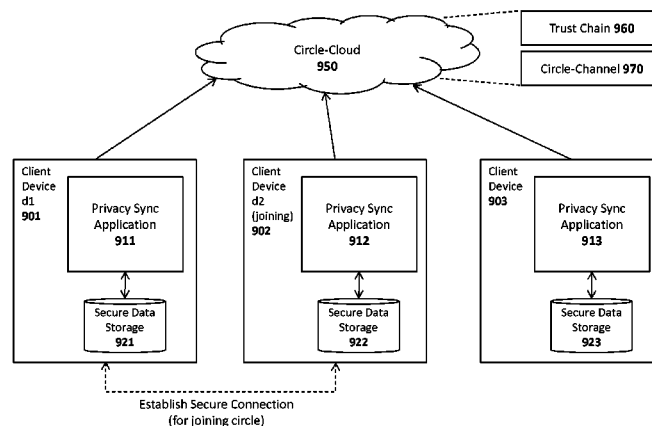 Circle-Cloud
950
Trust Chain 960
Circle-Channel 970
Client
Device
d1
901
Privacy Sync
Application
911
Secure Data
Storage
921
Client
Device
d2
(joining)
902
Privacy Sync
Application
912
Secure Data
Storage
922
Client
Device
903
Privacy Sync
Application
913
Secure Data
Storage
923
Establish Secure Connection
(for joining circle)